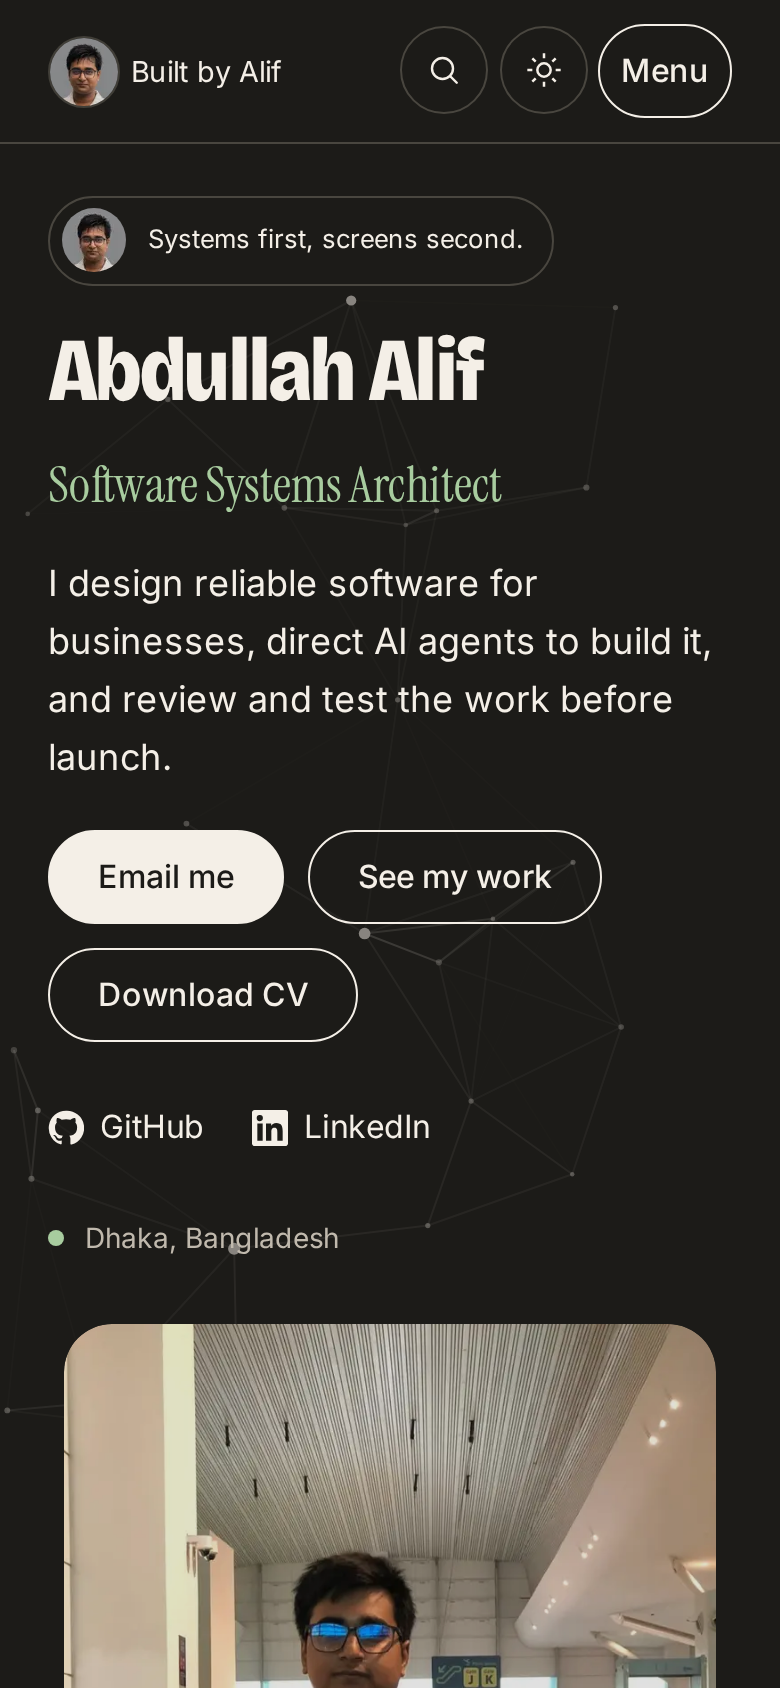 Built by Alif
Menu
Systems first, screens second.
Abdullah Alif
Software Systems Architect
I design reliable software for
businesses, direct AI agents to build it,
and review and test the work before
launch.
Email me
See my work
Download CV
GitHub
LinkedIn
Dhaka, Bangladesh
J K